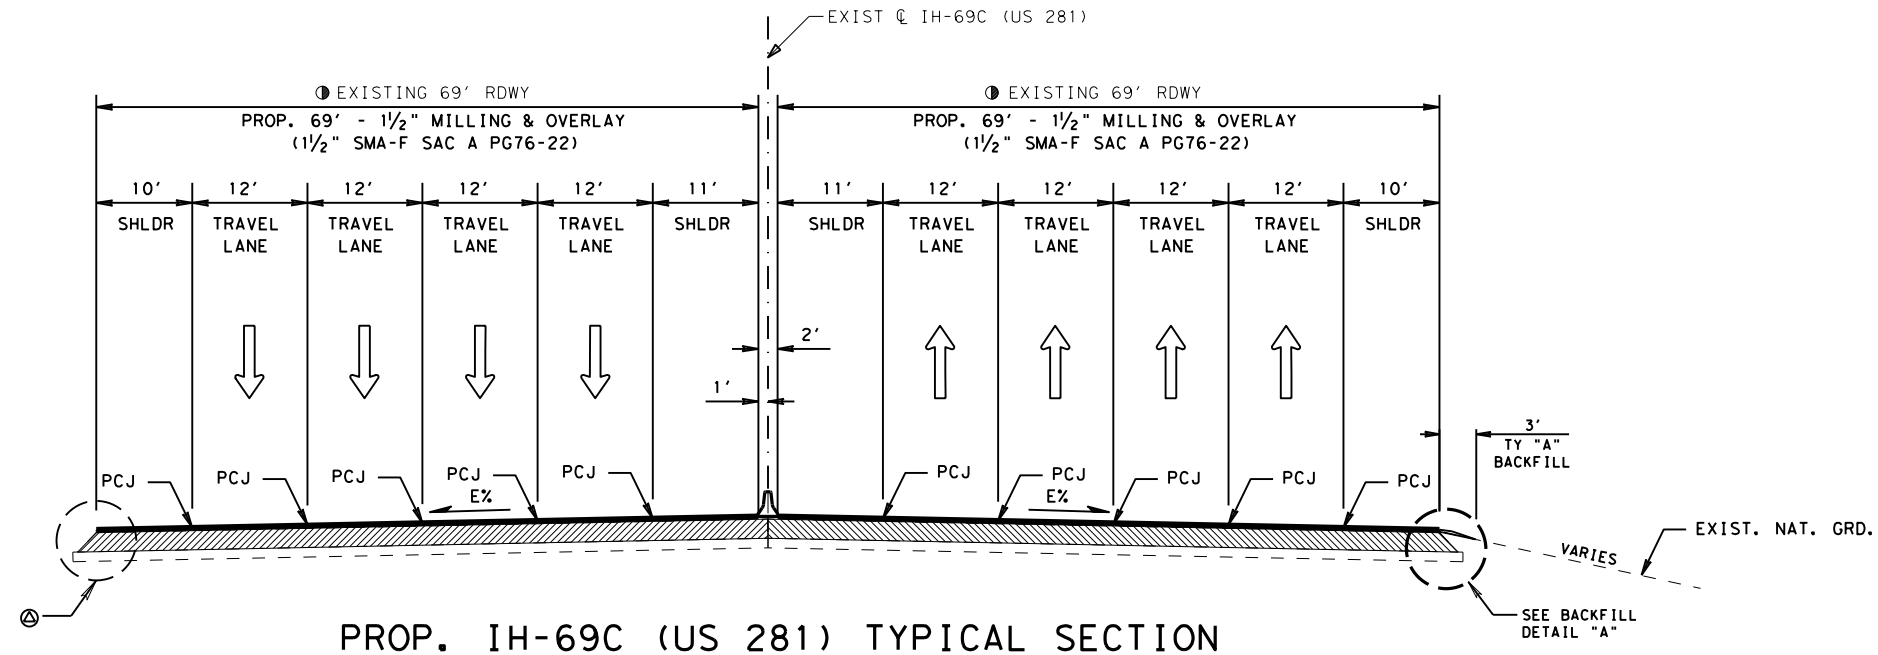 EXIST ℄ IH-69C (US 281)
EXISTING 69' RDWY
PROP. 69' - 1½" MILLING & OVERLAY
(1½" SMA-F SAC A PG76-22)
EXISTING 69' RDWY
PROP. 69' - 1½" MILLING & OVERLAY
(1½" SMA-F SAC A PG76-22)
10' 12' 12' 12' 12' 11' 11' 12' 12' 12' 12' 10'
SHLDR TRAVEL TRAVEL TRAVEL TRAVEL SHLDR SHLDR TRAVEL TRAVEL TRAVEL TRAVEL SHLDR
LANE LANE LANE LANE LANE LANE LANE LANE
2'
1'
3'
TY "A"
BACKFILL
PCJ PCJ PCJ PCJ PCJ PCJ PCJ PCJ PCJ PCJ
E% E%
VARIES
EXIST. NAT. GRD.
SEE BACKFILL
DETAIL "A"
PROP. IH-69C (US 281) TYPICAL SECTION